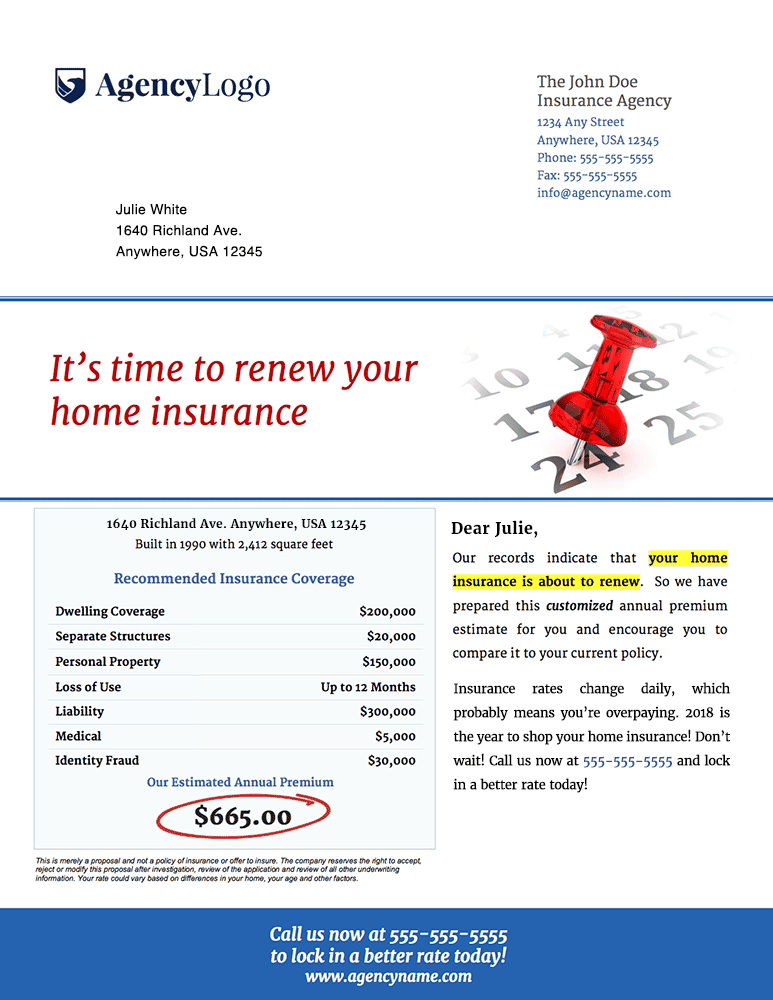 AgencyLogo
The John Doe
Insurance Agency
1234 Any Street
Anywhere, USA 12345
Phone: 555-555-5555
Fax: 555-555-5555
info@agencyname.com
Julie White
1640 Richland Ave.
Anywhere, USA 12345
It's time to renew your
home insurance
10
11
12
17
18
19
24
25
1640 Richland Ave. Anywhere, USA 12345
Built in 1990 with 2,412 square feet
Recommended Insurance Coverage
Dwelling Coverage $200,000
Separate Structures $20,000
Personal Property $150,000
Loss of Use Up to 12 Months
Liability $300,000
Medical $5,000
Identity Fraud $30,000
Our Estimated Annual Premium
$665.00
This is merely a proposal and not a policy of insurance or offer to insure. The company reserves the right to accept,
reject or modify this proposal after investigation, review of the application and review of all other underwriting
information. Your rate could vary based on differences in your home, your age and other factors.
Dear Julie,
Our records indicate that your home
insurance is about to renew. So we have
prepared this customized annual premium
estimate for you and encourage you to
compare it to your current policy.
Insurance rates change daily, which
probably means you're overpaying. 2018 is
the year to shop your home insurance! Don't
wait! Call us now at 555-555-5555 and lock
in a better rate today!
Call us now at 555-555-5555
to lock in a better rate today!
www.agencyname.com